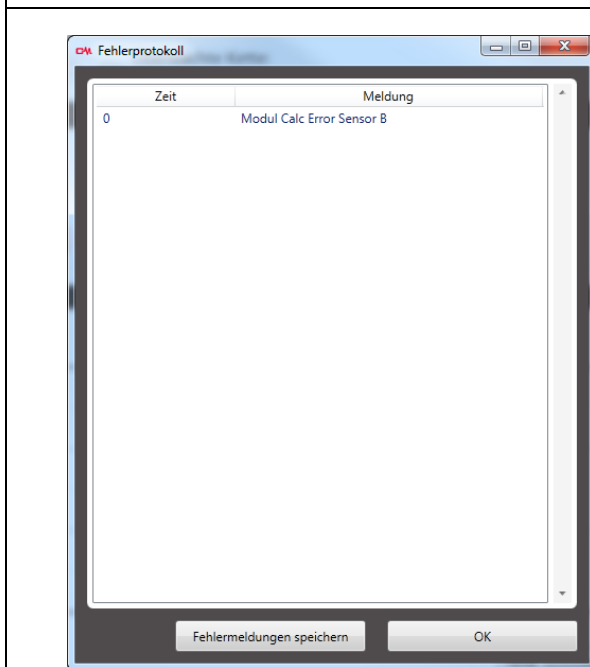 Fehlerprotokoll
Zeit Meldung
0 Modul Calc Error Sensor B
Fehlermeldungen speichern OK